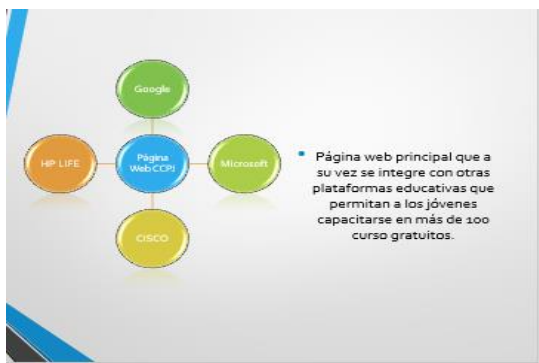 Google
HP LIFE
Página
Web CCPJ
Microsoft
CISCO
• Página web principal que a
su vez se integre con otras
plataformas educativas que
permitan a los jóvenes
capacitarse en más de 100
curso gratuitos.